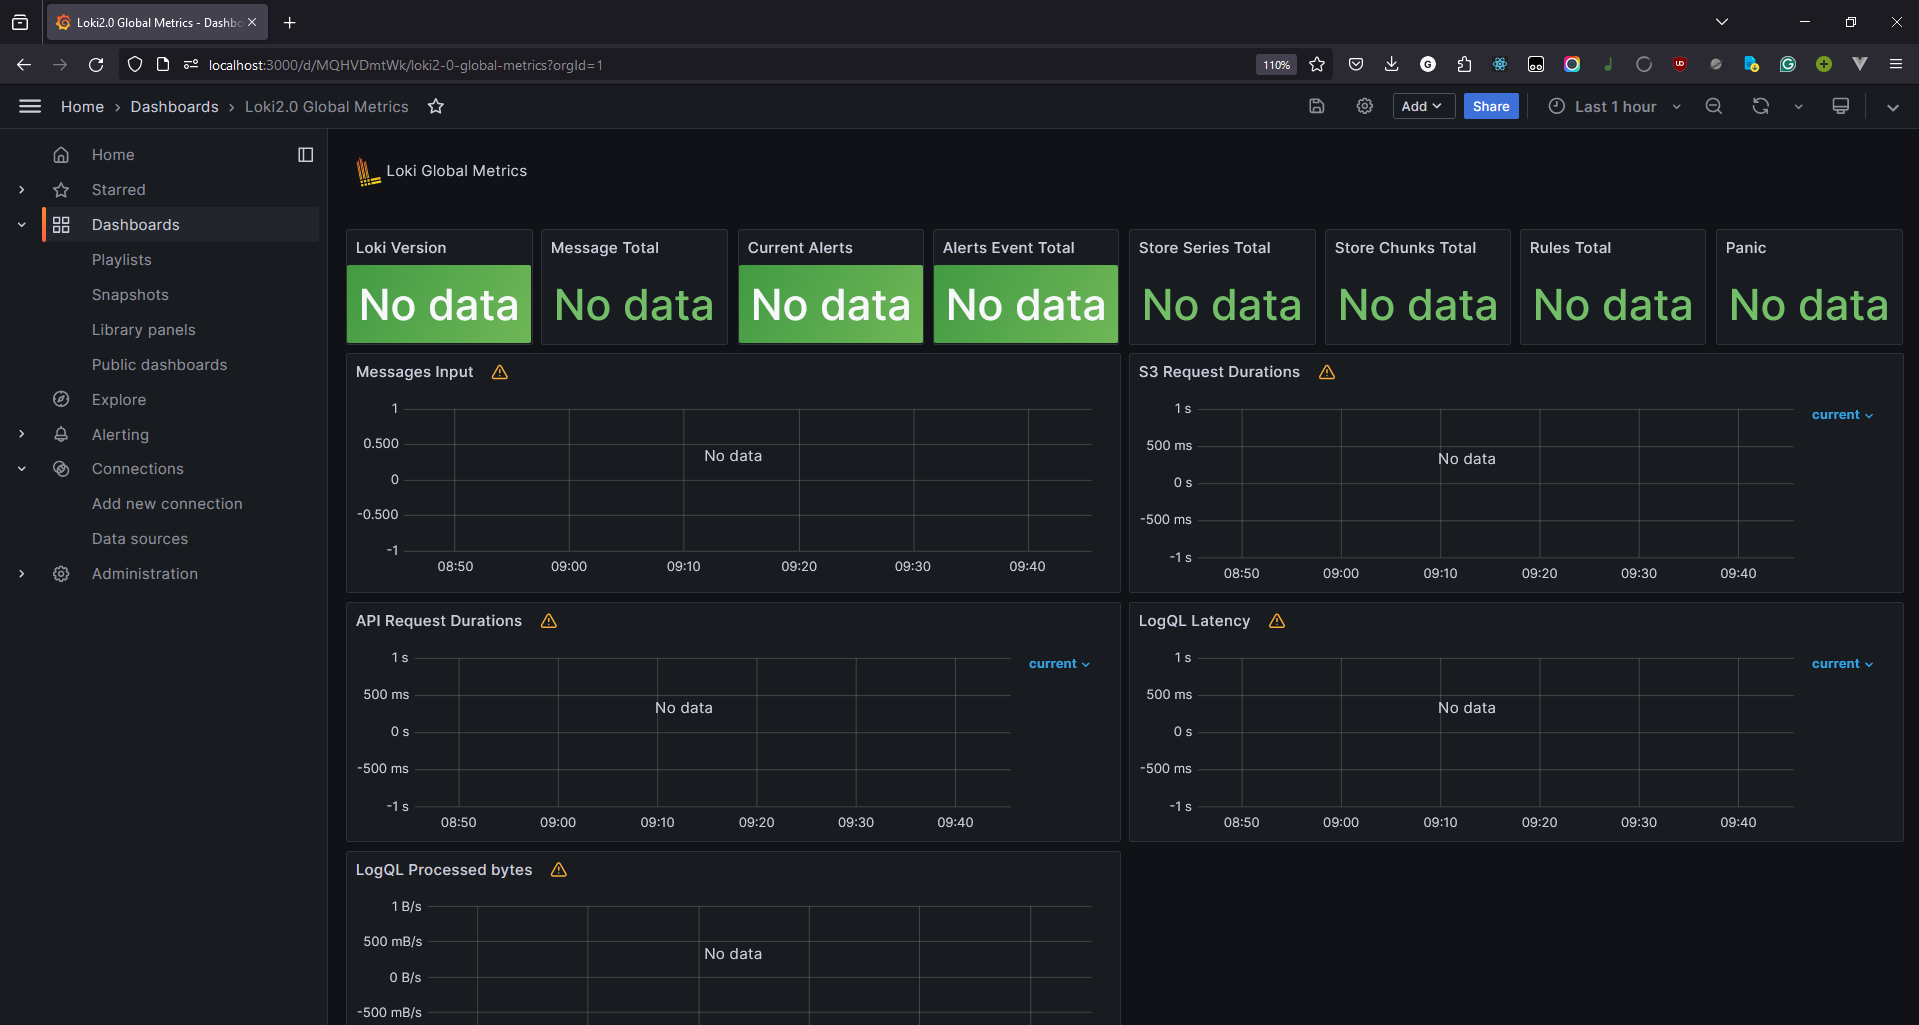 Loki2.0 Global Metrics - Dashbo
110%
localhost:3000/d/MQHVDmtWk/loki2-0-global-metrics?orgId=1
Home › Dashboards › Loki2.0 Global Metrics
Add
Share
Last 1 hour
Home
Starred
Dashboards
Playlists
Snapshots
Library panels
Public dashboards
Explore
Alerting
Connections
Add new connection
Data sources
Administration
Loki Global Metrics
Loki Version
No data
Message Total
No data
Current Alerts
No data
Alerts Event Total
No data
Store Series Total
No data
Store Chunks Total
No data
Rules Total
No data
Panic
No data
Messages Input
1
0.500
0
-0.500
-1
No data
08:50 09:00 09:10 09:20 09:30 09:40
S3 Request Durations
1 s
500 ms
0 s
-500 ms
-1 s
No data
08:50 09:00 09:10 09:20 09:30 09:40
current
API Request Durations
1 s
500 ms
0 s
-500 ms
-1 s
No data
08:50 09:00 09:10 09:20 09:30 09:40
current
LogQL Latency
1 s
500 ms
0 s
-500 ms
-1 s
No data
08:50 09:00 09:10 09:20 09:30 09:40
current
LogQL Processed bytes
1 B/s
500 mB/s
0 B/s
-500 mB/s
No data